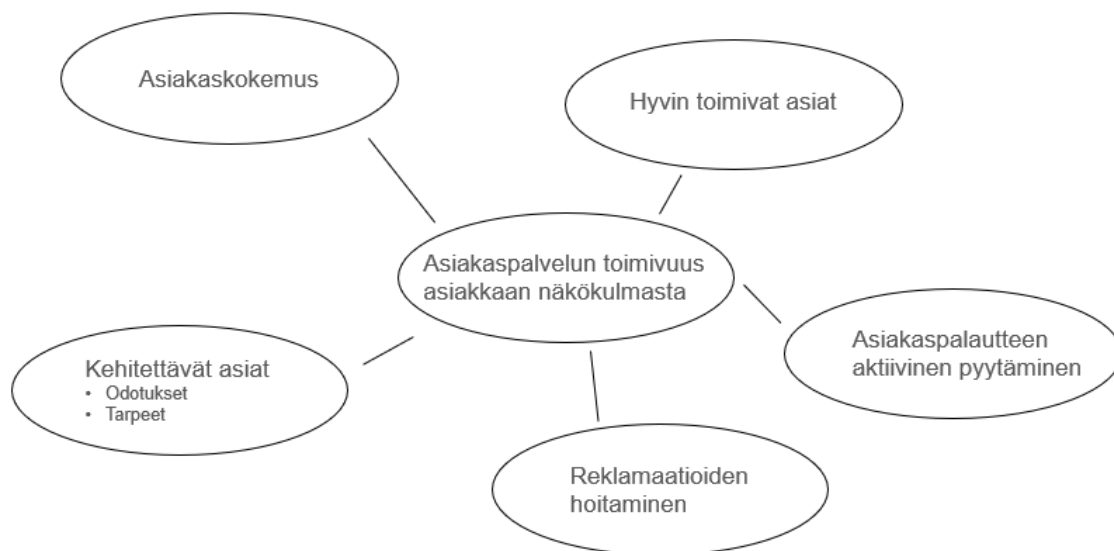 Asiakaskokemus
Hyvin toimivat asiat
Asiakaspalvelun toimivuus
asiakkaan näkökulmasta
Asiakaspalautteen
aktiivinen pyytäminen
Kehitettävät asiat
• Odotukset
• Tarpeet
Reklamaatioiden
hoitaminen